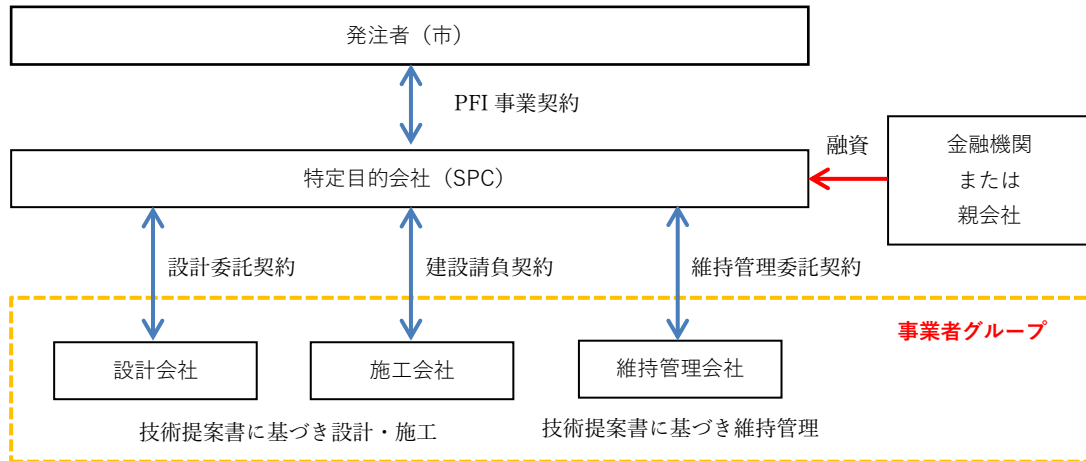 発注者（市）
PFI 事業契約
融資
金融機関
または
親会社
特定目的会社（SPC）
設計委託契約
建設請負契約
維持管理委託契約
事業者グループ
設計会社
施工会社
維持管理会社
技術提案書に基づき設計・施工
技術提案書に基づき維持管理